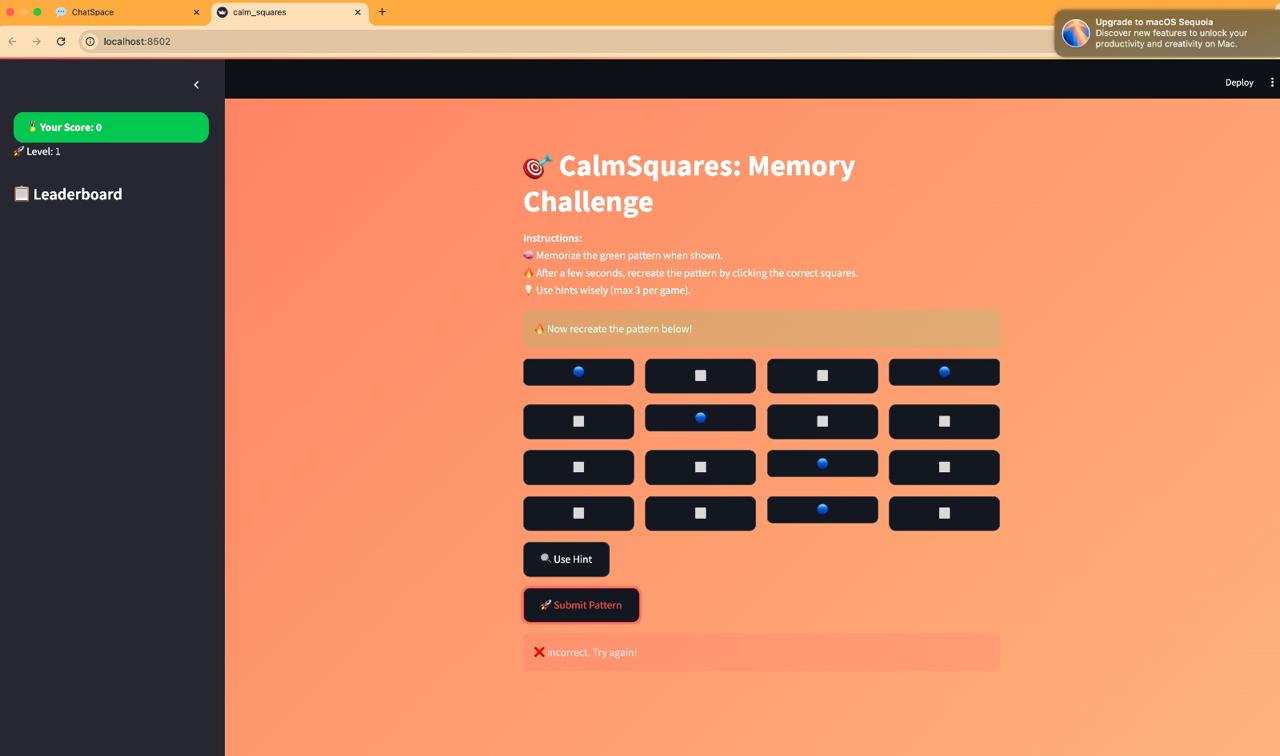 ChatSpace
calm_squares
localhost:8502
Upgrade to macOS Sequoia
Discover new features to unlock your
productivity and creativity on Mac.
Deploy
Your Score: 0
Level: 1
Leaderboard
CalmSquares: Memory
Challenge
Instructions:
Memorize the green pattern when shown.
After a few seconds, recreate the pattern by clicking the correct squares.
Use hints wisely (max 3 per game).
Now recreate the pattern below!
Use Hint
Submit Pattern
Incorrect. Try again!